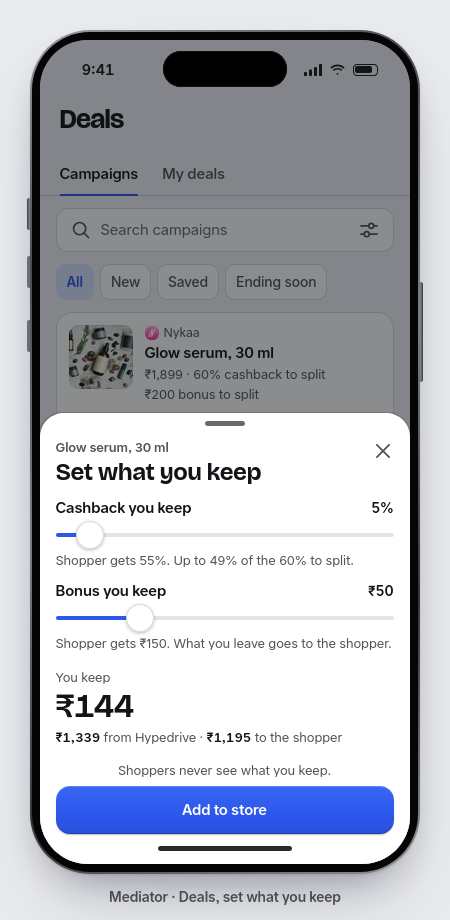 9:41
Deals
Campaigns My deals
Search campaigns
All New Saved Ending soon
Nykaa
Glow serum, 30 ml
₹1,899 · 60% cashback to split
₹200 bonus to split
Glow serum, 30 ml
Set what you keep
Cashback you keep 5%
Shopper gets 55%. Up to 49% of the 60% to split.
Bonus you keep ₹50
Shopper gets ₹150. What you leave goes to the shopper.
You keep
₹144
₹1,339 from Hypedrive · ₹1,195 to the shopper
Shoppers never see what you keep.
Add to store
Mediator · Deals, set what you keep